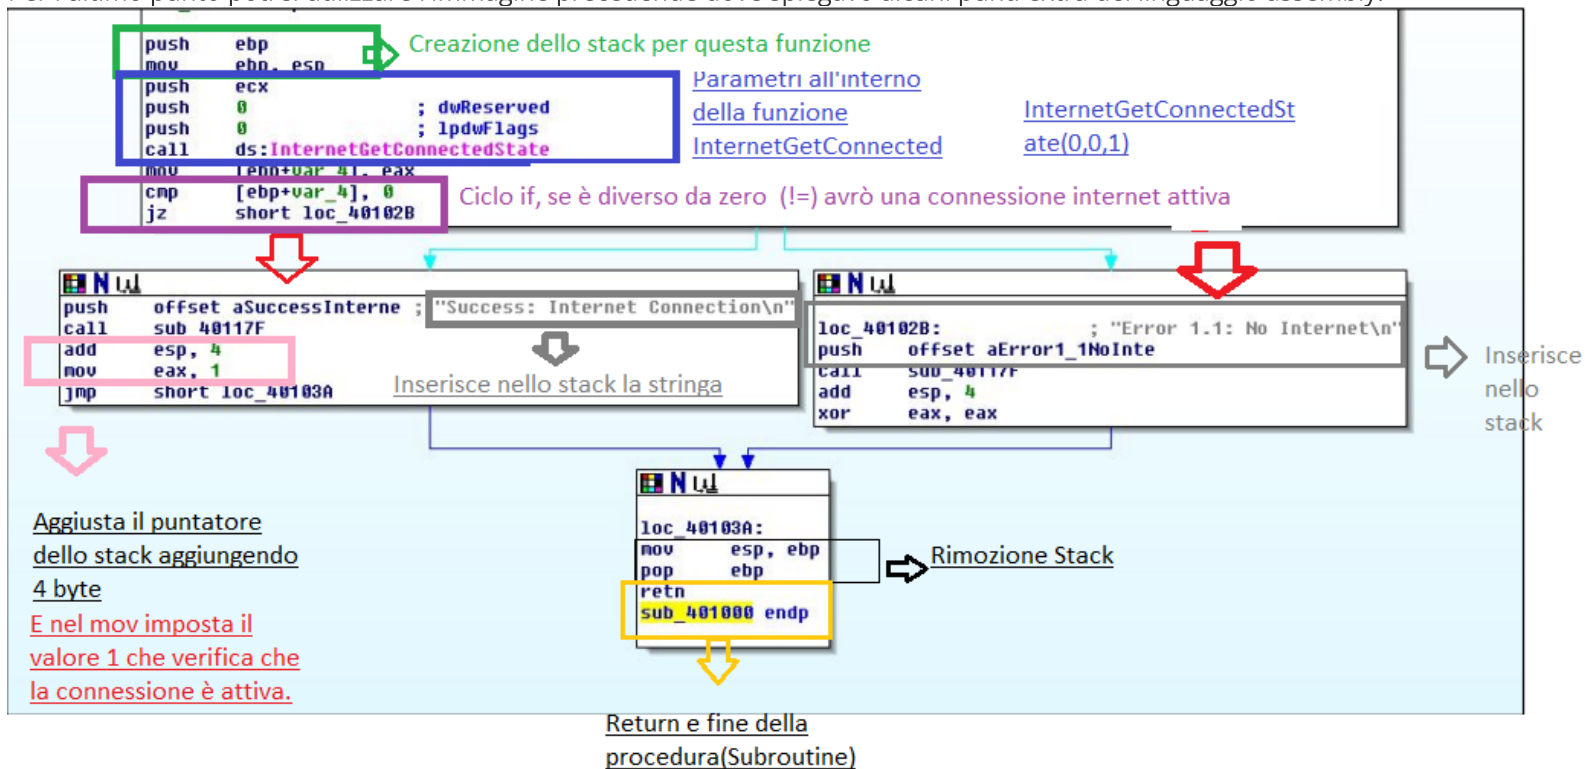 push ebp
mov ebp, esp
Creazione dello stack per questa funzione
push ecx
push 0 ; dwReserved
push 0 ; lpdwFlags
call ds:InternetGetConnectedState
Parametri all'interno
della funzione
InternetGetConnected
InternetGetConnectedSt
ate(0,0,1)
mov [ebp+var_4], eax
cmp [ebp+var_4], 0
jz short loc_40102B
Ciclo if, se è diverso da zero (!=) avrò una connessione internet attiva
push offset aSuccessInterne ; "Success: Internet Connection\n"
call sub_40117F
add esp, 4
mov eax, 1
jmp short loc_40103A
Inserisce nello stack la stringa
loc_40102B: ; "Error 1.1: No Internet\n"
push offset aError1_1NoInte
call sub_40117F
add esp, 4
xor eax, eax
Inserisce
nello
stack
Aggiusta il puntatore
dello stack aggiungendo
4 byte
E nel mov imposta il
valore 1 che verifica che
la connessione è attiva.
loc_40103A:
mov esp, ebp
pop ebp
retn
sub_401000 endp
Rimozione Stack
Return e fine della
procedura(Subroutine)